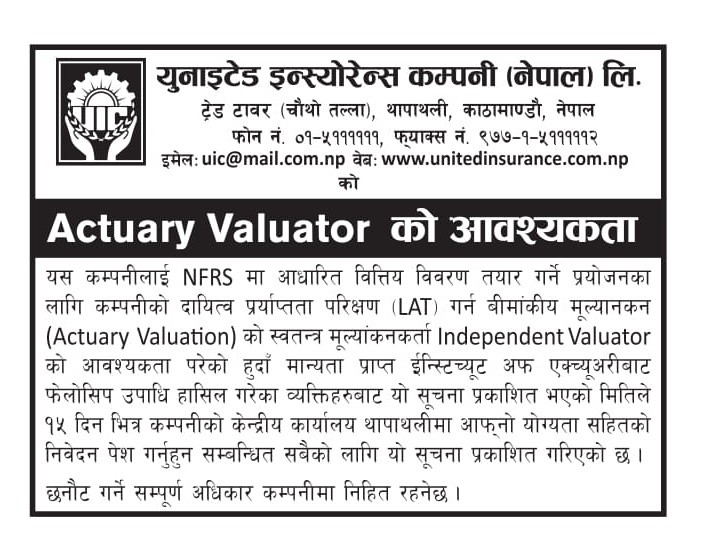 UIC
युनाइटेड इन्स्योरेन्स कम्पनी (नेपाल) लि.
ट्रेड टावर (चौथो तल्ला), थापाथली, काठामाण्डौ, नेपाल
फोन नं. ०१-५११११११, फ्याक्स नं. ९७७-१-५१११११२
इमेल: uic@mail.com.np वेब: www.unitedinsurance.com.np
को
Actuary Valuator को आवश्यकता
यस कम्पनीलाई NFRS मा आधारित वित्तिय विवरण तयार गर्ने प्रयोजनका
लागि कम्पनीको दायित्व प्रर्याप्तता परिक्षण (LAT) गर्न बीमांकीय मूल्यानकन
(Actuary Valuation) को स्वतन्त्र मूल्यांकनकर्ता Independent Valuator
को आवश्यकता परेको हुदाँ मान्यता प्राप्त ईन्स्टिच्यूट अफ एक्च्यूअरीबाट
फेलोसिप उपाधि हासिल गरेका व्यक्तिहरुबाट यो सूचना प्रकाशित भएको मितिले
१५ दिन भित्र कम्पनीको केन्द्रीय कार्यालय थापाथलीमा आफ्नो योग्यता सहितको
निवेदन पेश गर्नुहुन सम्बन्धित सबैको लागि यो सूचना प्रकाशित गरिएको छ ।
छनौट गर्ने सम्पूर्ण अधिकार कम्पनीमा निहित रहनेछ ।